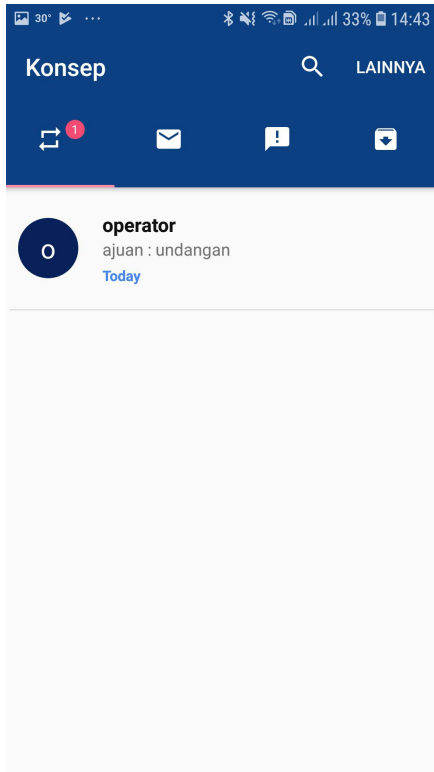 30° 33% 14:43
Konsep LAINNYA
1
o
operator
ajuan : undangan
Today